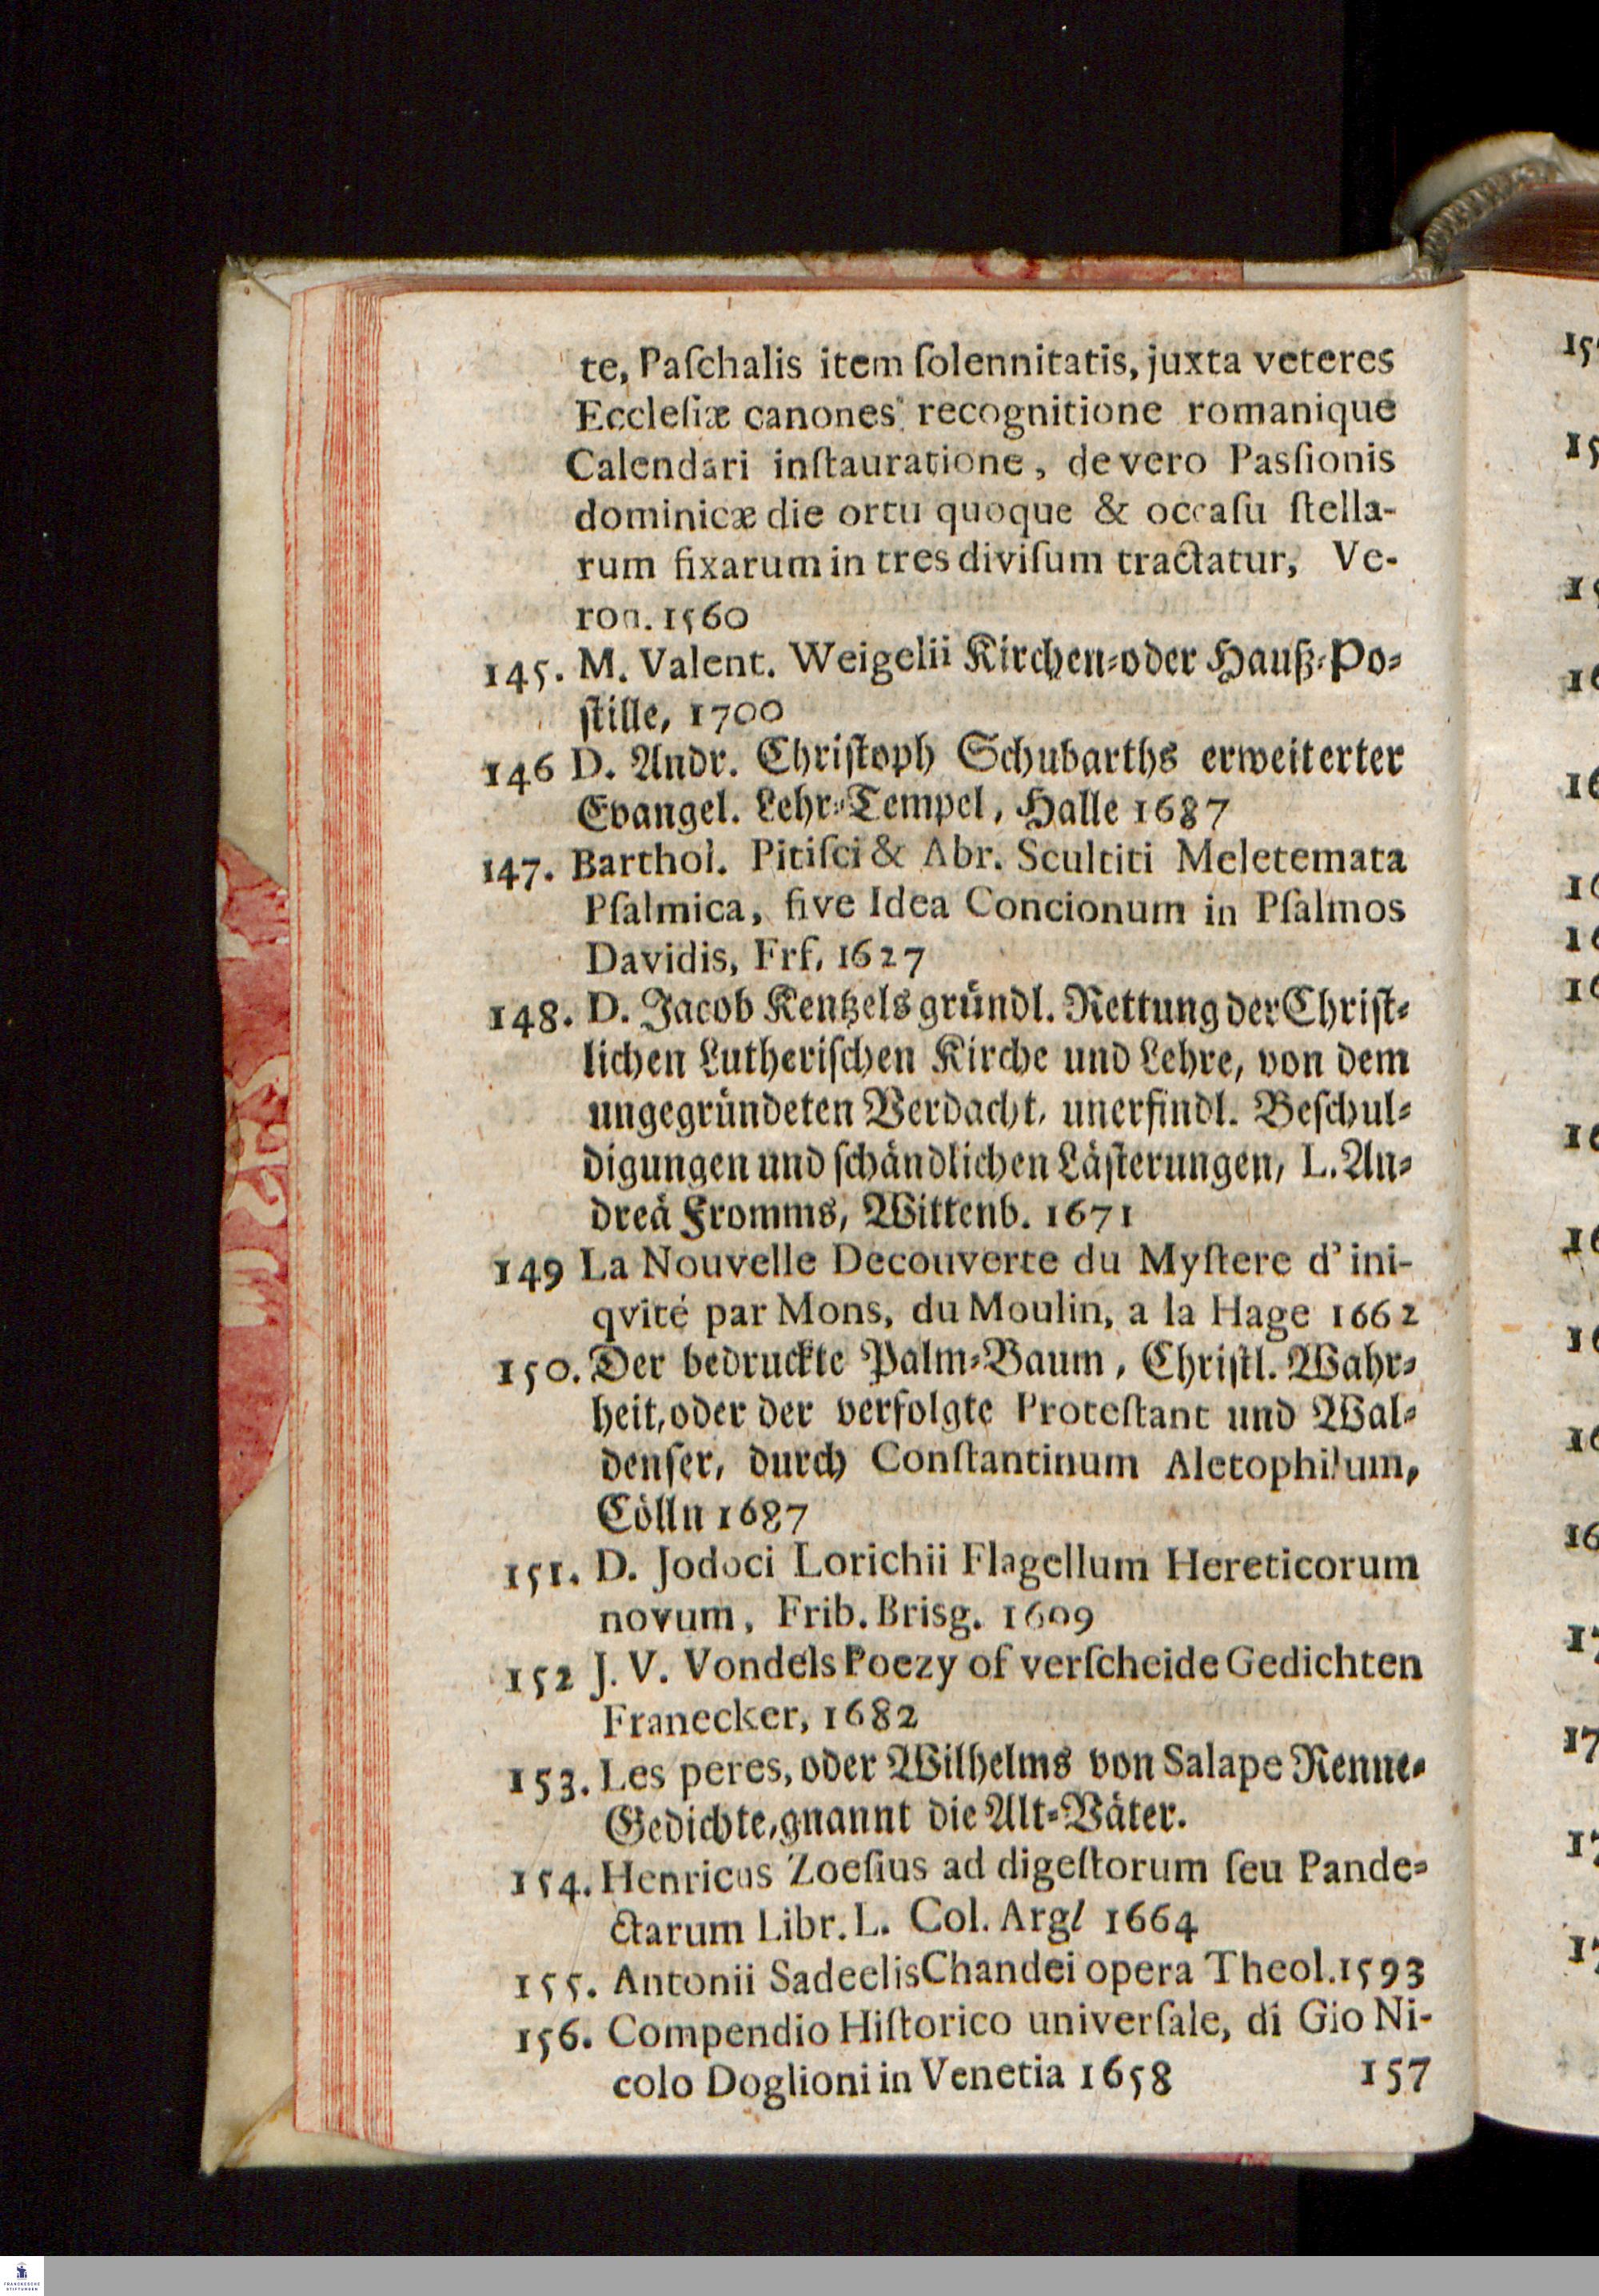 te, Paſchalis item ſolennitatis, juxta veteres
Eccleſiæ canones recognitione romanique
Calendari inſtauratione, de vero Pasſionis
dominicæ die ortu quoque & occaſu ſtella-
rum fixarum in tres diviſum tractatur, Ve-
ron. 1560
145. M. Valent. Weigelii Kirchen-oder Hauß-Po-
ſtille, 1700
146 D. Andr. Chriſtoph Schubarths erweiterter
Evangel. Lehr-Tempel, Halle 1687
147. Barthol. Pitiſci & Abr. Scultiti Meletemata
Pſalmica, ſive Idea Concionum in Pſalmos
Davidis, Frf. 1627
148. D. Jacob Kentzels gründl. Rettung der Chriſt-
lichen Lutheriſchen Kirche und Lehre, von dem
ungegründeten Verdacht, unerfindl. Beſchul-
digungen und ſchändlichen Läſterungen, L. An-
dreä Fromms, Wittenb. 1671
149 La Nouvelle Decouverte du Myſtere d' ini-
qvité par Mons, du Moulin, a la Hage 1662
150. Der bedruckte Palm-Baum, Chriſtl. Wahr-
heit, oder der verfolgte Proteſtant und Wal-
denſer, durch Conſtantinum Aletophilum,
Cölln 1687
151. D. Jodoci Lorichii Flagellum Hereticorum
novum, Frib. Brisg. 1609
152 J. V. Vondels Poezy of verſcheide Gedichten
Franecker, 1682
153. Les peres, oder Wilhelms von Salape Renne-
Gedichte, gnannt die Alt-Väter.
154. Henricus Zoeſius ad digeſtorum ſeu Pande-
ctarum Libr. L. Col. Argl 1664
155. Antonii Sadeelis Chandei opera Theol. 1593
156. Compendio Hiſtorico univerſale, di Gio Ni-
colo Doglioni in Venetia 1658 157
FRANCKESCHE
STIFTUNGEN